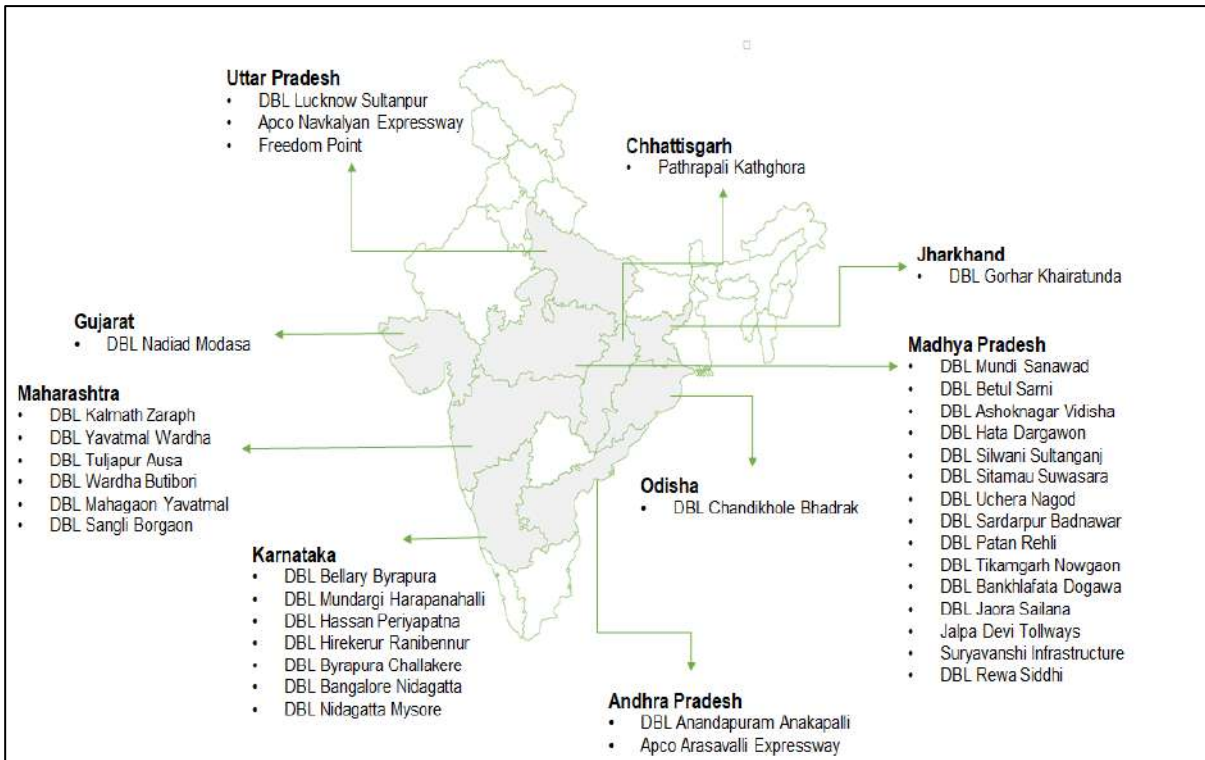 Uttar Pradesh
• DBL Lucknow Sultanpur
• Apco Navkalyan Expressway
• Freedom Point
Chhattisgarh
• Pathrapali Kathghora
Jharkhand
• DBL Gorhar Khairatunda
Gujarat
• DBL Nadiad Modasa
Maharashtra
• DBL Kalmath Zaraph
• DBL Yavatmal Wardha
• DBL Tuljapur Ausa
• DBL Wardha Butibori
• DBL Mahagaon Yavatmal
• DBL Sangli Borgaon
Madhya Pradesh
• DBL Mundi Sanawad
• DBL Betul Sarni
• DBL Ashoknagar Vidisha
• DBL Hata Dargawon
• DBL Silwani Sultanganj
• DBL Sitamau Suwasara
• DBL Uchera Nagod
• DBL Sardarpur Badnawar
• DBL Patan Rehli
• DBL Tikamgarh Nowgaon
• DBL Bankhlafata Dogawa
• DBL Jaora Sailana
• Jalpa Devi Tollways
• Suryavanshi Infrastructure
• DBL Rewa Siddhi
Odisha
• DBL Chandikhole Bhadrak
Karnataka
• DBL Bellary Byrapura
• DBL Mundargi Harapanahalli
• DBL Hassan Periyapatna
• DBL Hirekerur Ranibennur
• DBL Byrapura Challakere
• DBL Bangalore Nidagatta
• DBL Nidagatta Mysore
Andhra Pradesh
• DBL Anandapuram Anakapalli
• Apco Arasavalli Expressway